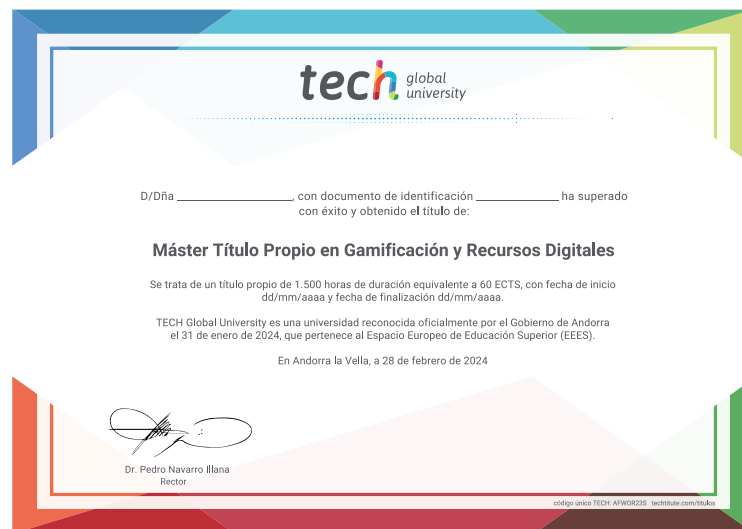 tech global university
D/Dña ________________, con documento de identificación ____________ ha superado
con éxito y obtenido el título de:
Máster Título Propio en Gamificación y Recursos Digitales
Se trata de un título propio de 1.500 horas de duración equivalente a 60 ECTS, con fecha de inicio
dd/mm/aaaa y fecha de finalización dd/mm/aaaa.
TECH Global University es una universidad reconocida oficialmente por el Gobierno de Andorra
el 31 de enero de 2024, que pertenece al Espacio Europeo de Educación Superior (EEES).
En Andorra la Vella, a 28 de febrero de 2024
Dr. Pedro Navarro Illana
Rector
código único TECH: AFWOR23S techtitute.com/titulos